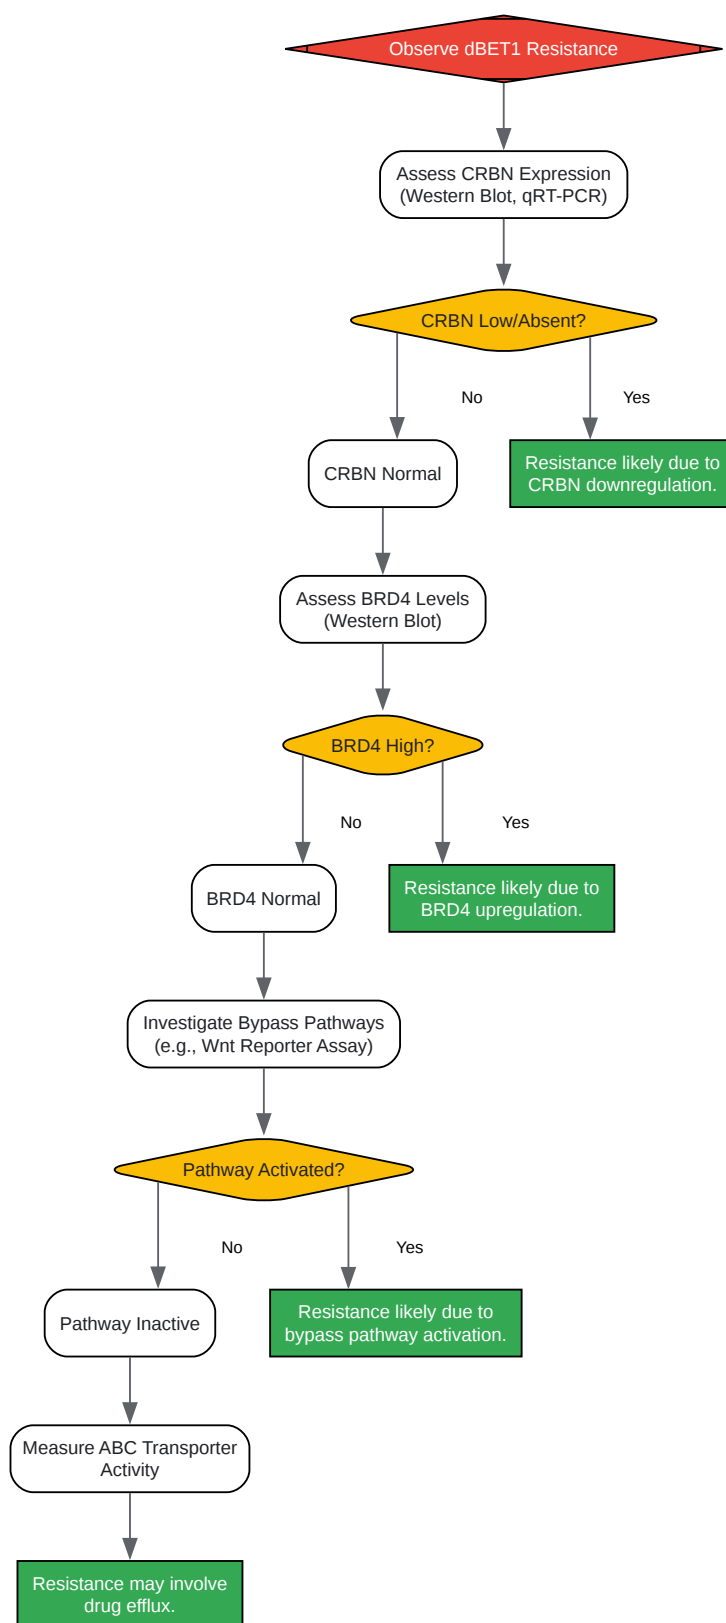 Observe dBET1 Resistance
Assess CRBN Expression
(Western Blot, qRT-PCR)
CRBN Low/Absent?
No
Yes
CRBN Normal
Resistance likely due to
CRBN downregulation.
Assess BRD4 Levels
(Western Blot)
BRD4 High?
No
Yes
BRD4 Normal
Resistance likely due to
BRD4 upregulation.
Investigate Bypass Pathways
(e.g., Wnt Reporter Assay)
Pathway Activated?
No
Yes
Pathway Inactive
Resistance likely due to
bypass pathway activation.
Measure ABC Transporter
Activity
Resistance may involve
drug efflux.